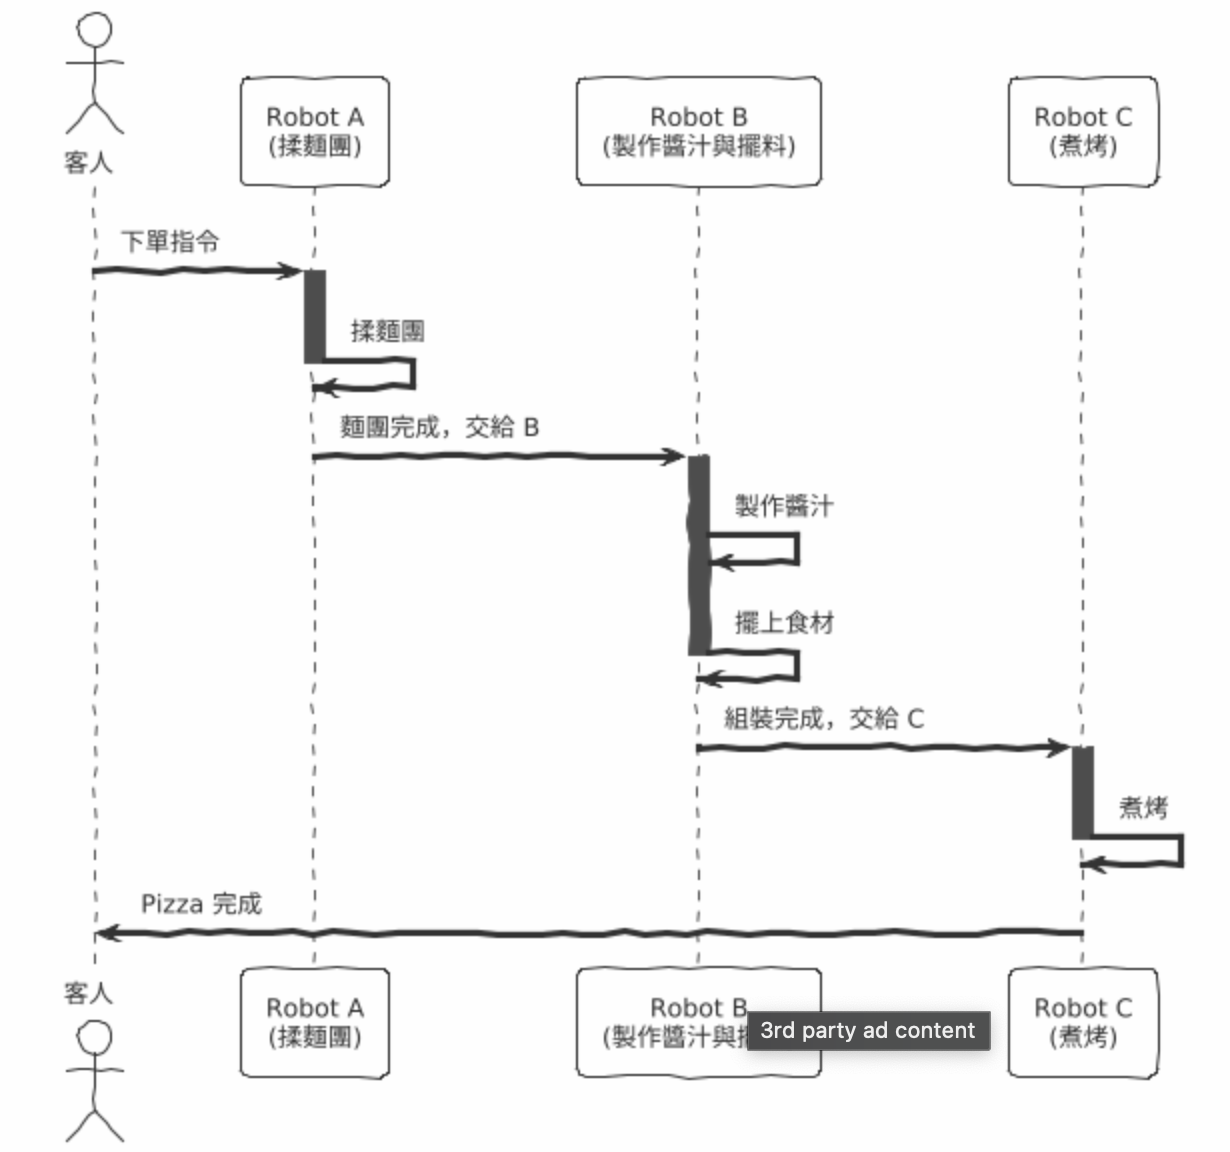 客人
Robot A
(揉麵團)
Robot B
(製作醬汁與擺料)
Robot C
(煮烤)
下單指令
揉麵團
麵團完成，交給 B
製作醬汁
擺上食材
組裝完成，交給 C
煮烤
Pizza 完成
客人
Robot A
(揉麵團)
Robot B
(製作醬汁與
3rd party ad content
Robot C
(煮烤)